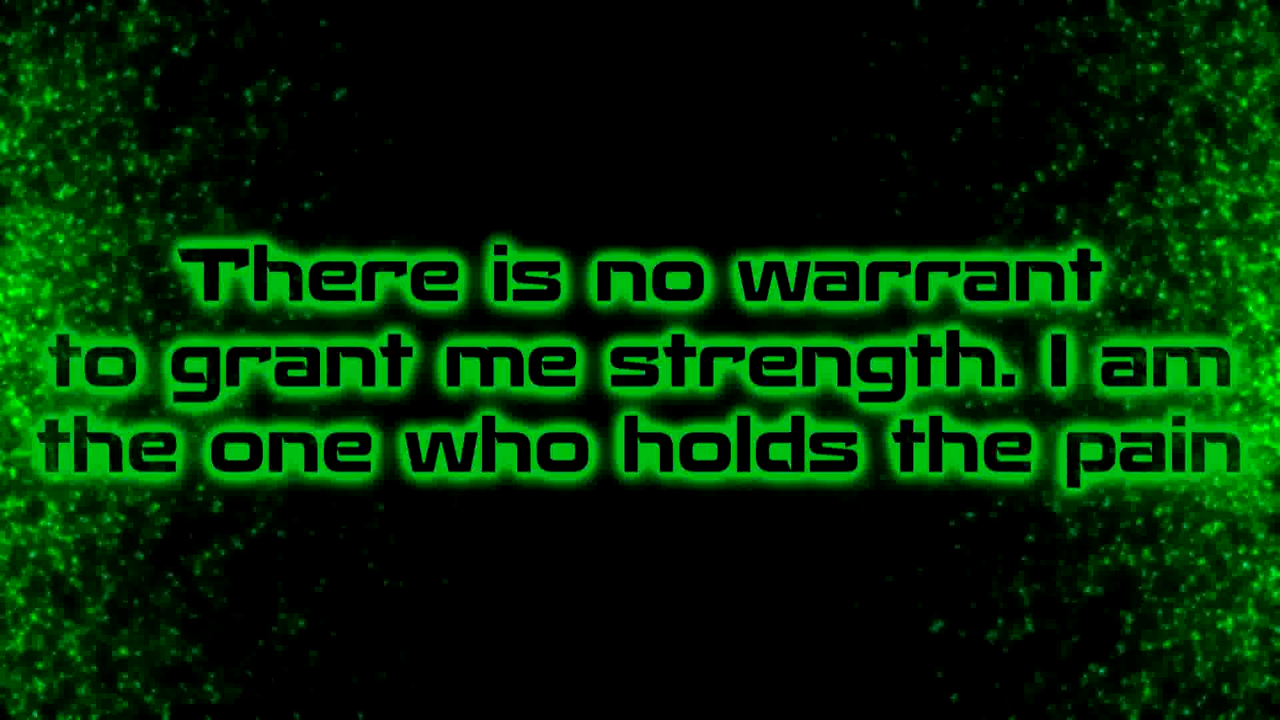 There is no warrant
to grant me strength. I am
the one who holds the pain